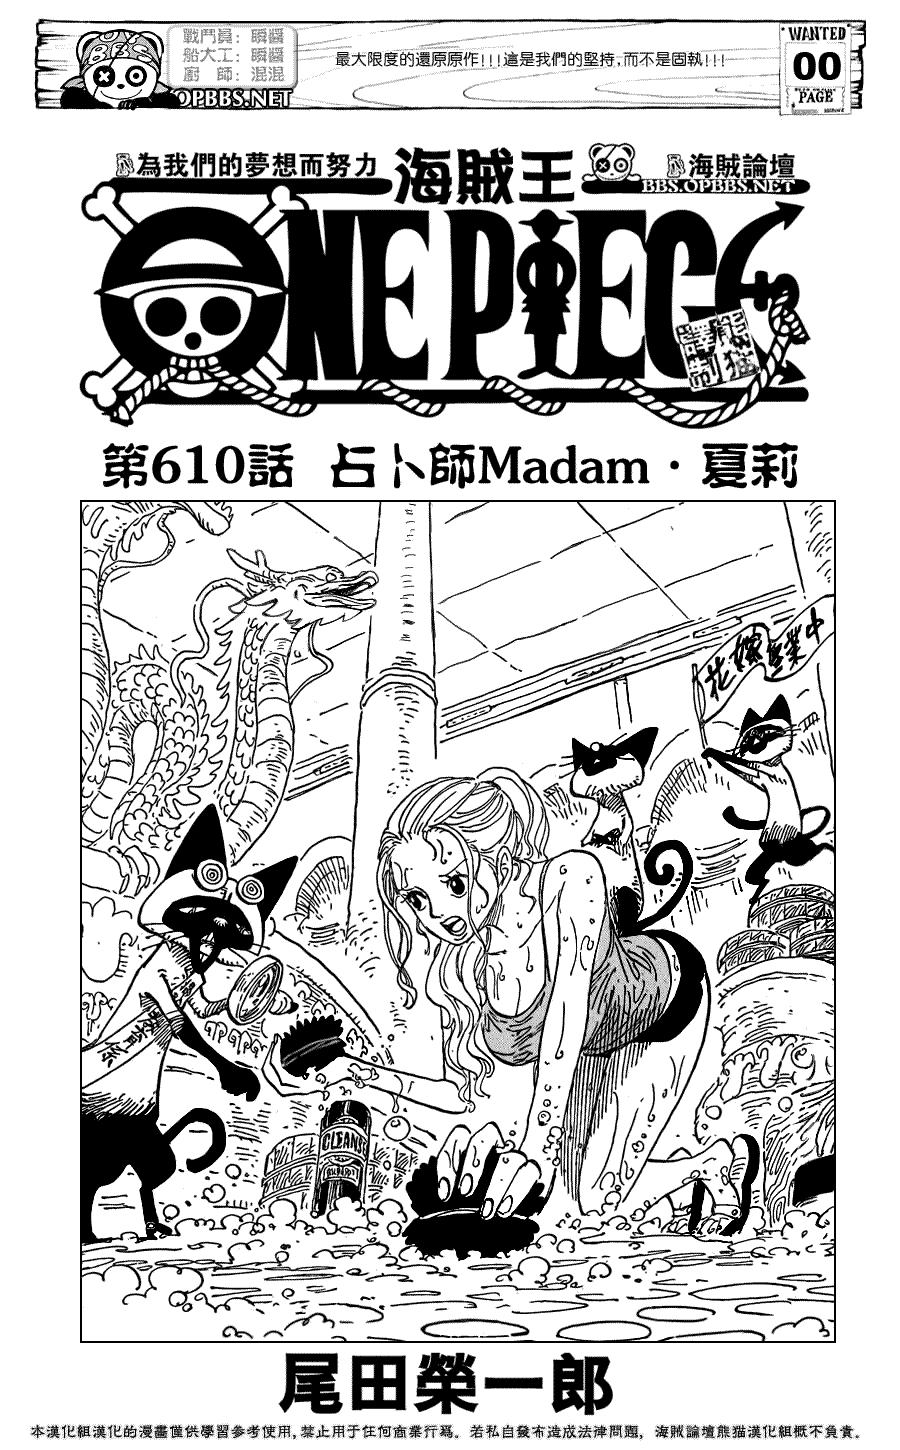 戰鬥員: 瞬醬
船大工: 瞬醬
廚 師: 混混
OPBBS.NET
最大限度的還原原作!!!這是我們的堅持,而不是固執!!!
WANTED
00
PAGE
為我們的夢想而努力
海賊王
海賊論壇
BBS.OPBBS.NET
ONE PIECE
第610話 占卜師Madam·夏莉
花嫁営業中
CLEANS
尾田榮一郎
本漢化組漢化的漫畫僅供學習參考使用,禁止用于任何商業行爲。若私自發布造成法律問題,海賊論壇熊猫漢化組概不負責。